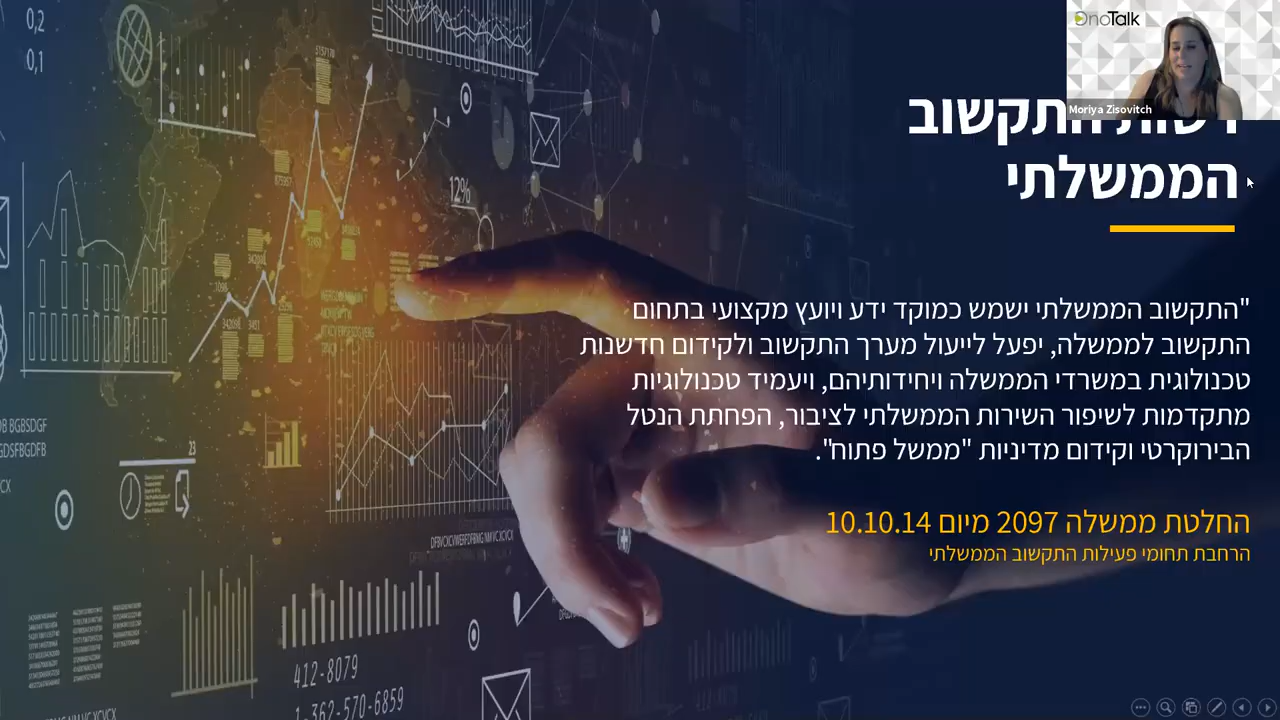 OnoTalk
Moriya Zisovitch
התקשוב
הממשלתי
"התקשוב הממשלתי ישמש כמוקד ידע ויועץ מקצועי בתחום
התקשוב לממשלה, יפעל לייעול מערך התקשוב ולקידום חדשנות
טכנולוגית במשרדי הממשלה ויחידותיהם, ויעמיד טכנולוגיות
מתקדמות לשיפור השירות הממשלתי לציבור, הפחתת הנטל
הבירוקרטי וקידום מדיניות "ממשל פתוח".
החלטת ממשלה 2097 מיום 10.10.14
הרחבת תחומי פעילות התקשוב הממשלתי
0,2
0,1
12%
23
412-8079
1-362-570-6859